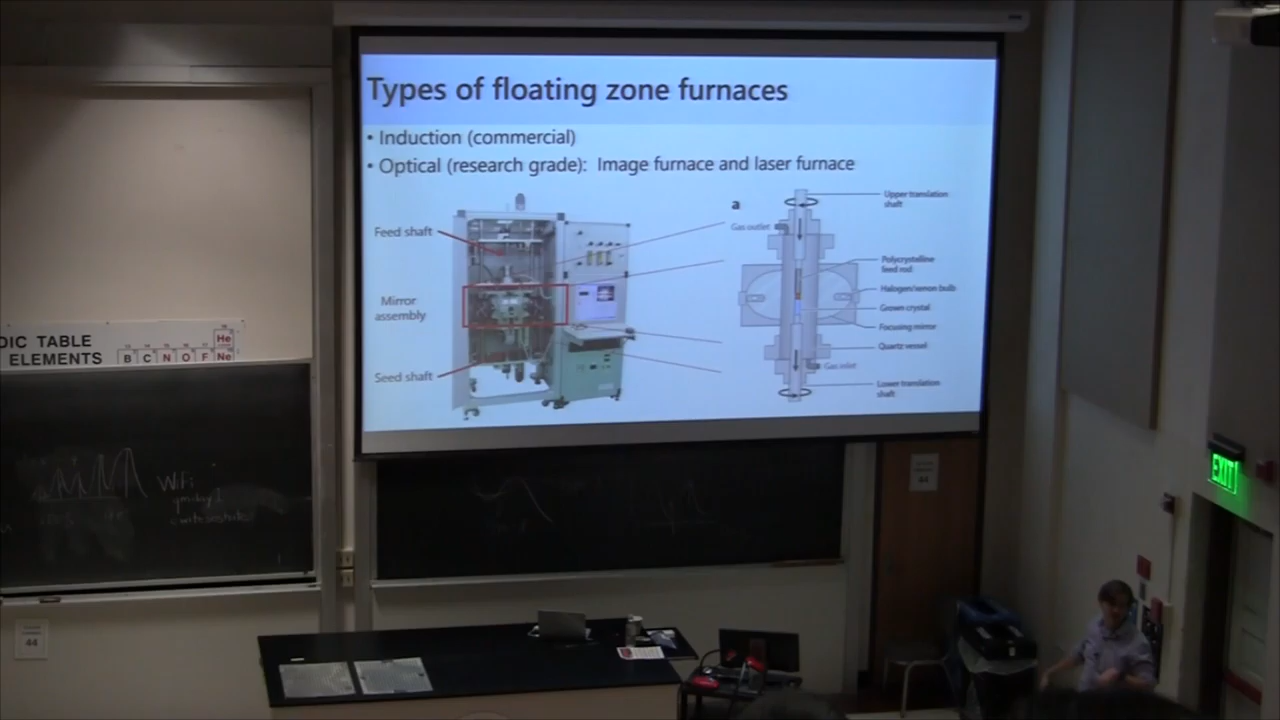 Types of floating zone furnaces
• Induction (commercial)
• Optical (research grade): Image furnace and laser furnace
Feed shaft
Mirror
assembly
Seed shaft
a
Gas outlet
Upper translation
shaft
Polycrystalline
feed rod
Halogen/xenon bulb
Grown crystal
Focusing mirror
Quartz vessel
Gas inlet
Lower translation
shaft
DIC TABLE
ELEMENTS
He
B C N O F Ne
WiFi
44
44
EXIT